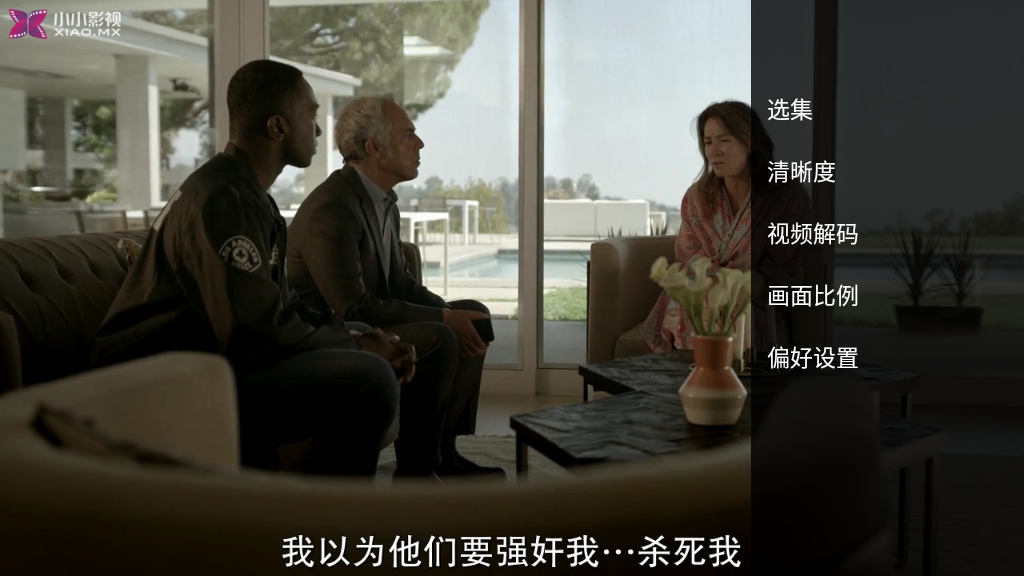 小小影视
XIAO.MX
选集
清晰度
视频解码
画面比例
偏好设置
我以为他们要强奸我…杀死我